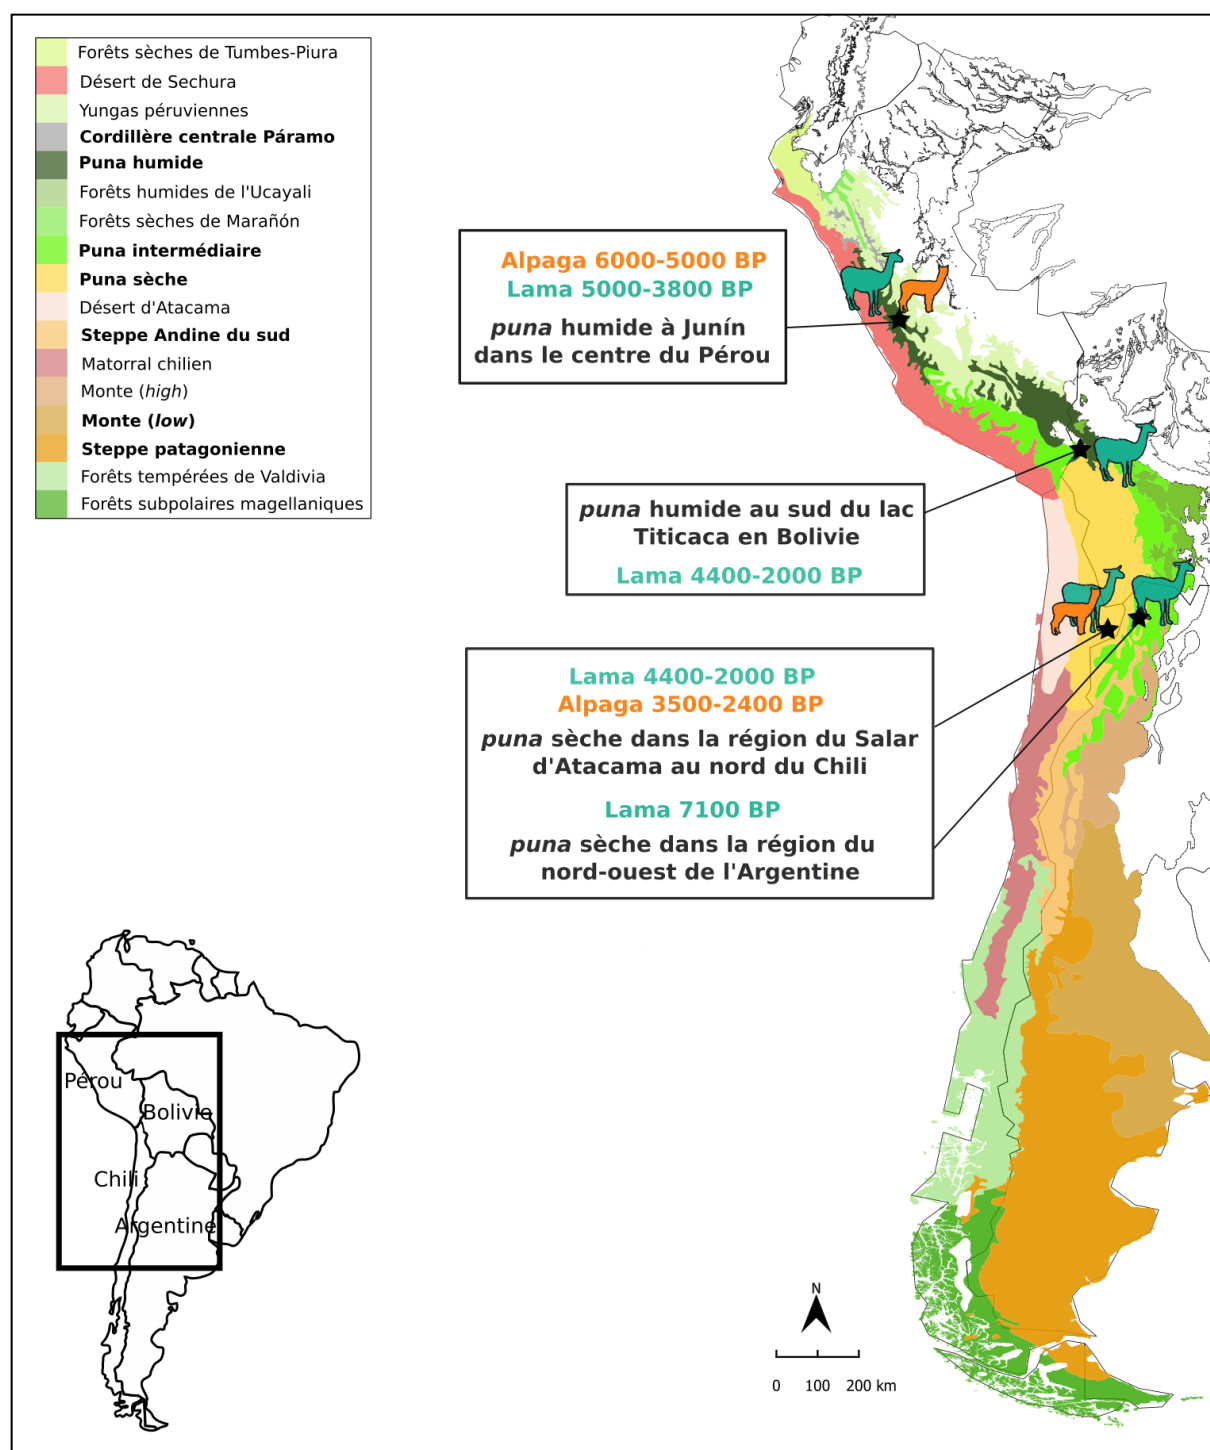 Forêts sèches de Tumbes-Piura
Désert de Sechura
Yungas péruviennes
Cordillère centrale Páramo
Puna humide
Forêts humides de l'Ucayali
Forêts sèches de Marañón
Puna intermédiaire
Puna sèche
Désert d'Atacama
Steppe Andine du sud
Matorral chilien
Monte (high)
Monte (low)
Steppe patagonienne
Forêts tempérées de Valdivia
Forêts subpolaires magellaniques
Alpaga 6000-5000 BP
Lama 5000-3800 BP
puna humide à Junín
dans le centre du Pérou
puna humide au sud du lac
Titicaca en Bolivie
Lama 4400-2000 BP
Lama 4400-2000 BP
Alpaga 3500-2400 BP
puna sèche dans la région du Salar
d'Atacama au nord du Chili
Lama 7100 BP
puna sèche dans la région du
nord-ouest de l'Argentine
Pérou
Bolivie
Chili
Argentine
N
0 100 200 km